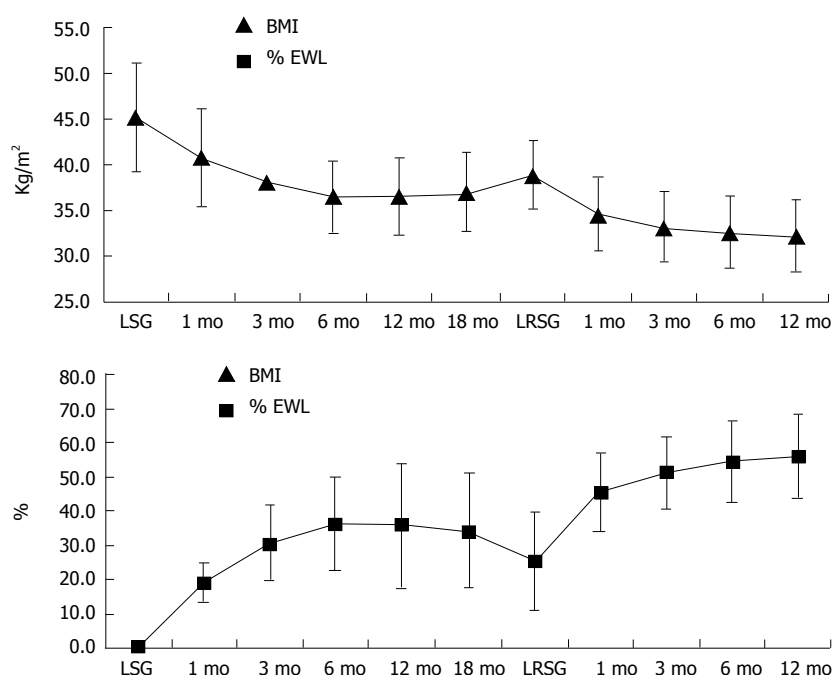 55.0
50.0
45.0
40.0
35.0
30.0
25.0
Kg/m²
BMI
% EWL
LSG 1 mo 3 mo 6 mo 12 mo 18 mo LRSG 1 mo 3 mo 6 mo 12 mo
80.0
70.0
60.0
50.0
40.0
30.0
20.0
10.0
0.0
%
BMI
% EWL
LSG 1 mo 3 mo 6 mo 12 mo 18 mo LRSG 1 mo 3 mo 6 mo 12 mo